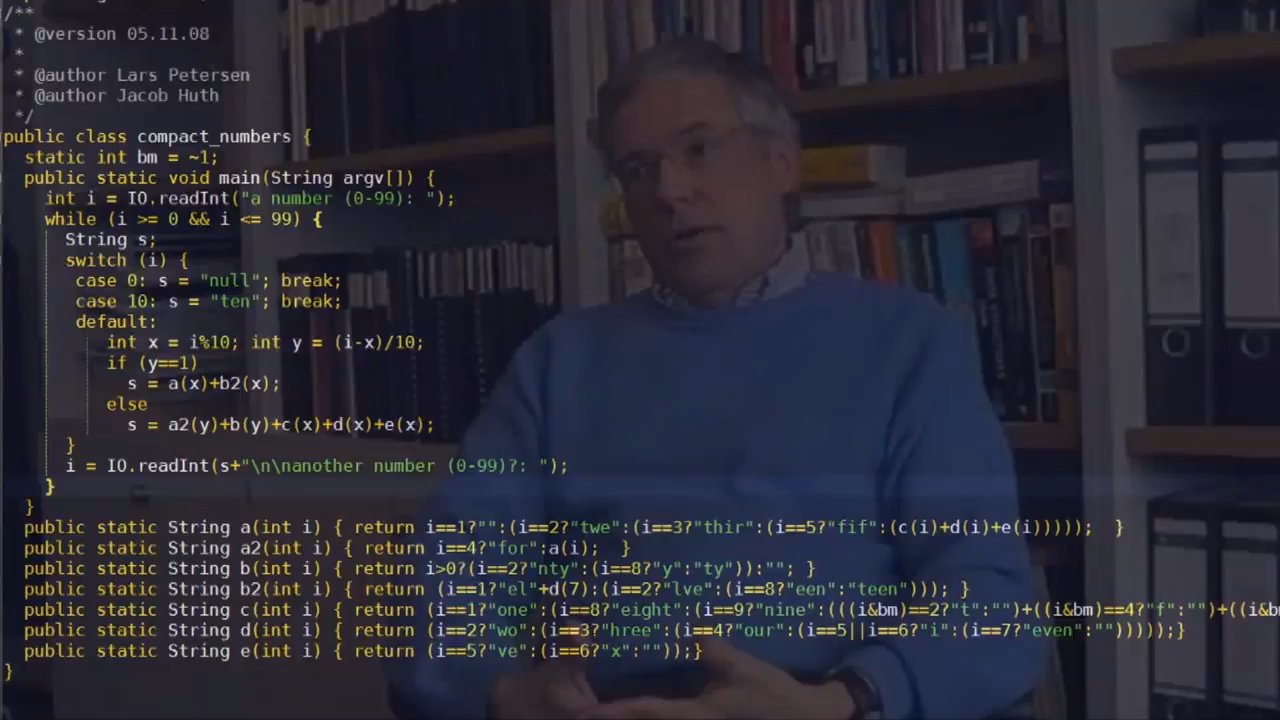 /**
* @version 05.11.08
*
* @author Lars Petersen
* @author Jacob Huth
*/
public class compact_numbers {
static int bm = ~1;
public static void main(String argv[]) {
int i = IO.readInt("a number (0-99): ");
while (i >= 0 && i <= 99) {
String s;
switch (i) {
case 0: s = "null"; break;
case 10: s = "ten"; break;
default:
int x = i%10; int y = (i-x)/10;
if (y==1)
s = a(x)+b2(x);
else
s = a2(y)+b(y)+c(x)+d(x)+e(x);
}
i = IO.readInt(s+"\n\nanother number (0-99)?: ");
}
}
public static String a(int i) { return i==1?"":(i==2?"twe":(i==3?"thir":(i==5?"fif":(c(i)+d(i)+e(i))))); }
public static String a2(int i) { return i==4?"for":a(i); }
public static String b(int i) { return i>0?(i==2?"nty":(i==8?"y":"ty")):""; }
public static String b2(int i) { return (i==1?"el"+d(7):(i==2?"lve":(i==8?"een":"teen"))); }
public static String c(int i) { return (i==1?"one":(i==8?"eight":(i==9?"nine":(((i&bm)==2?"t":"")+((i&bm)==4?"f":"")+((i&b
public static String d(int i) { return (i==2?"wo":(i==3?"hree":(i==4?"our":(i==5||i==6?"i":(i==7?"even":"")))));}
public static String e(int i) { return (i==5?"ve":(i==6?"x":""));}
}